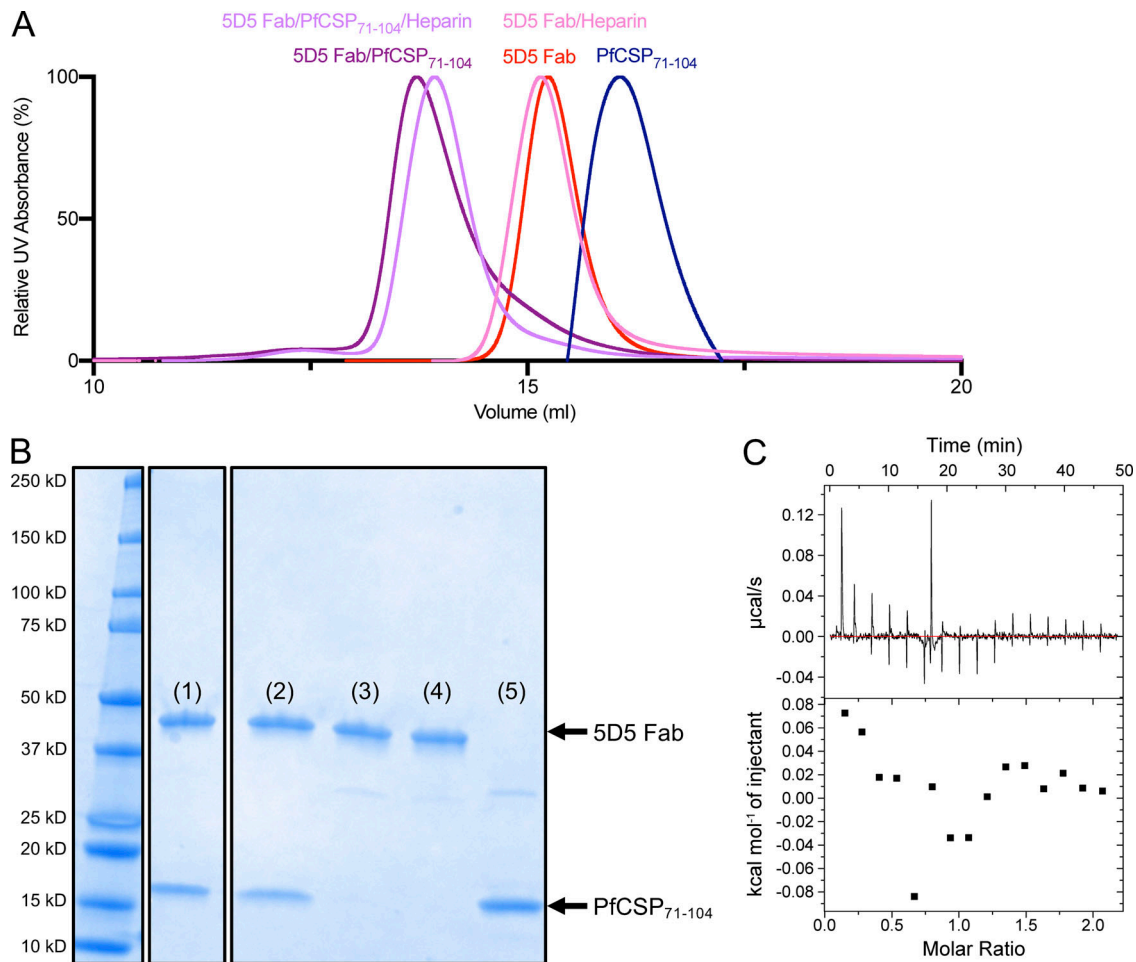 A
5D5 Fab/PfCSP71-104/Heparin
5D5 Fab/Heparin
5D5 Fab/PfCSP71-104
5D5 Fab
PfCSP71-104
Relative UV Absorbance (%)
100
50
0
10
15
20
Volume (ml)
B
250 kD
150 kD
100 kD
75 kD
50 kD
37 kD
25 kD
20 kD
15 kD
10 kD
(1)
(2)
(3)
(4)
(5)
5D5 Fab
PfCSP71-104
C
Time (min)
0 10 20 30 40 50
µcal/s
0.12
0.08
0.04
0.00
-0.04
kcal mol-1 of injectant
0.08
0.06
0.04
0.02
0.00
-0.02
-0.04
-0.06
-0.08
0.0 0.5 1.0 1.5 2.0
Molar Ratio